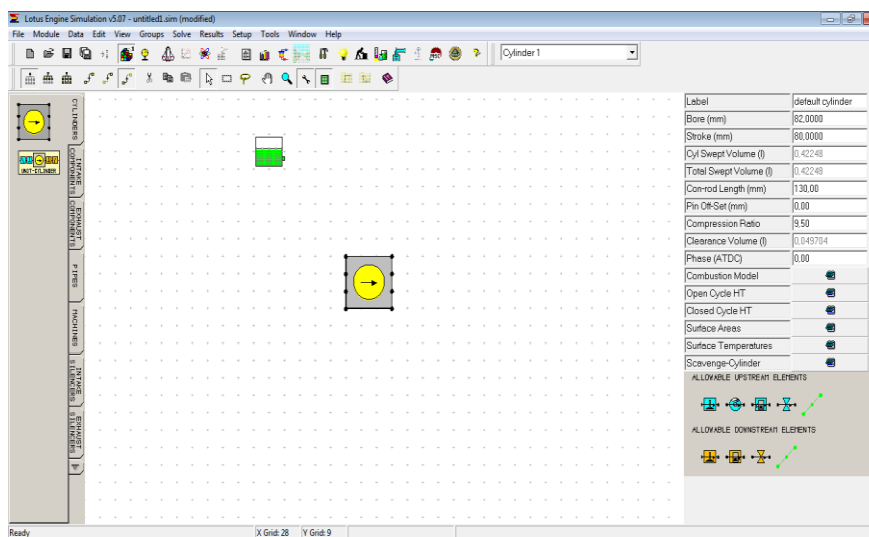 Lotus Engine Simulation v5.07 - untitled1.sim (modified)
File Module Data Edit View Groups Solve Results Setup Tools Window Help
Cylinder 1
CYLINDERS
UNIT-CYLINDER
INTAKE COMPONENTS
EXHAUST COMPONENTS
PIPES
MACHINES
INTAKE SILENCERS
EXHAUST SILENCERS
Label default cylinder
Bore (mm) 82,0000
Stroke (mm) 80,0000
Cyl Swept Volume (l) 0,42248
Total Swept Volume (l) 0,42248
Con-rod Length (mm) 130,00
Pin Off-Set (mm) 0,00
Compression Ratio 9,50
Clearance Volume (l) 0,049704
Phase (ATDC) 0,00
Combustion Model
Open Cycle HT
Closed Cycle HT
Surface Areas
Surface Temperatures
Scavenge-Cylinder
ALLOWABLE UPSTREAM ELEMENTS
ALLOWABLE DOWNSTREAM ELEMENTS
Ready X Grid: 28 Y Grid: 9